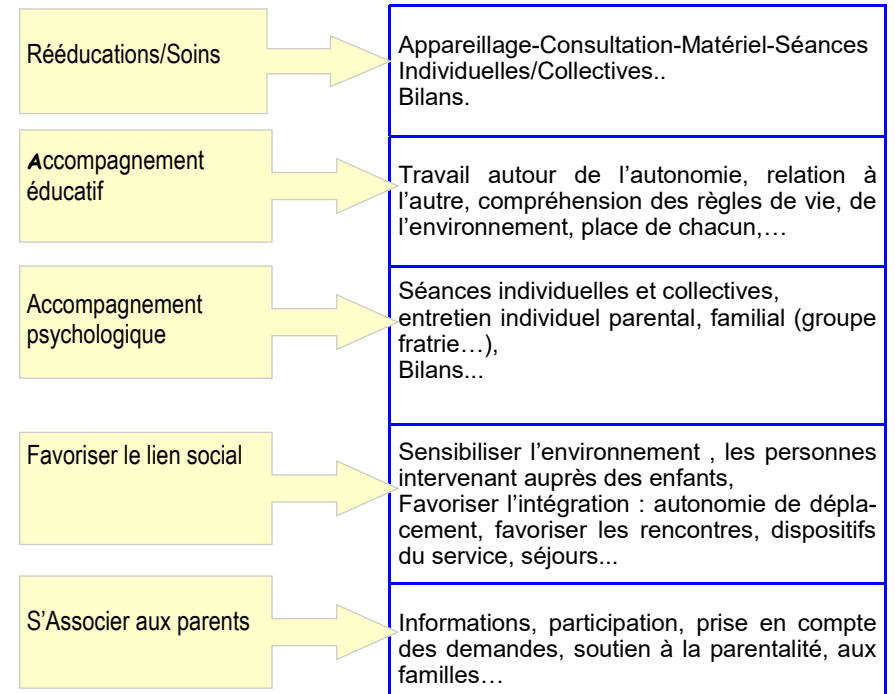 Rééducations/Soins
Appareillage-Consultation-Matériel-Séances
Individuelles/Collectives..
Bilans.
Accompagnement
éducatif
Travail autour de l’autonomie, relation à
l’autre, compréhension des règles de vie, de
l’environnement, place de chacun,…
Accompagnement
psychologique
Séances individuelles et collectives,
entretien individuel parental, familial (groupe
fratrie…),
Bilans...
Favoriser le lien social
Sensibiliser l’environnement , les personnes
intervenant auprès des enfants,
Favoriser l’intégration : autonomie de dépla-
cement, favoriser les rencontres, dispositifs
du service, séjours...
S’Associer aux parents
Informations, participation, prise en compte
des demandes, soutien à la parentalité, aux
familles…